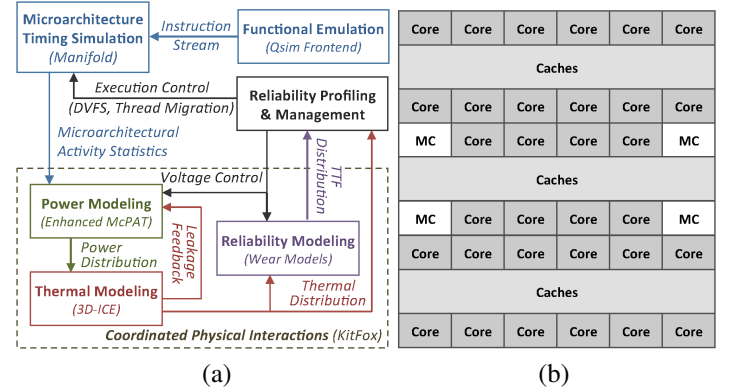 Microarchitecture
Timing Simulation
(Manifold)
Instruction
Stream
Functional Emulation
(Qsim Frontend)
Execution Control
(DVFS, Thread Migration)
Reliability Profiling
& Management
Microarchitectural
Activity Statistics
Voltage Control
TTF
Distribution
Power Modeling
(Enhanced McPAT)
Leakage
Feedback
Reliability Modeling
(Wear Models)
Power
Distribution
Thermal Modeling
(3D-ICE)
Thermal
Distribution
Coordinated Physical Interactions (KitFox)
(a)
Core Core Core Core Core Core
Caches
Core Core Core Core Core Core
MC Core Core Core Core MC
Caches
MC Core Core Core Core MC
Core Core Core Core Core Core
Caches
Core Core Core Core Core Core
(b)